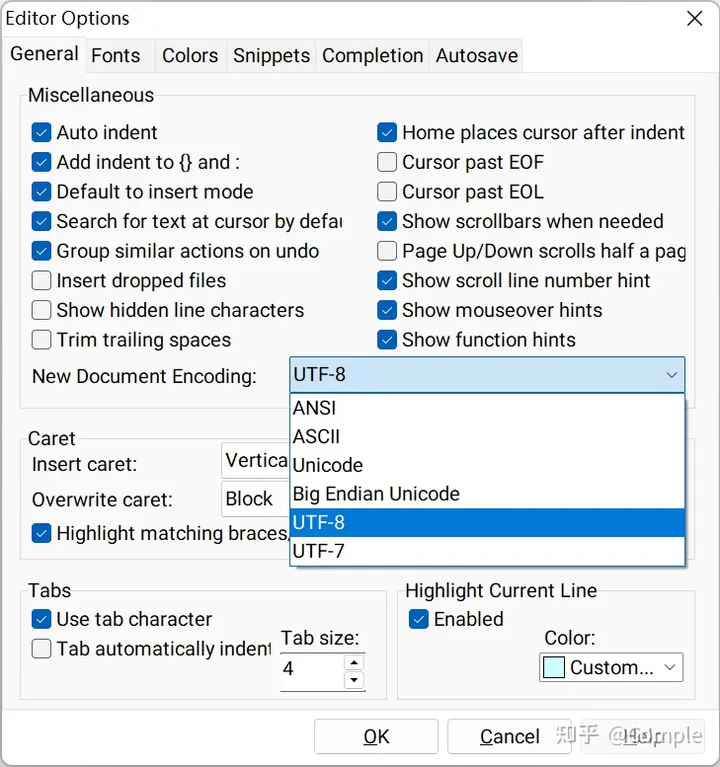 Editor Options
General Fonts Colors Snippets Completion Autosave
Miscellaneous
Auto indent
Add indent to {} and :
Default to insert mode
Search for text at cursor by defau
Group similar actions on undo
Insert dropped files
Show hidden line characters
Trim trailing spaces
Home places cursor after indent
Cursor past EOF
Cursor past EOL
Show scrollbars when needed
Page Up/Down scrolls half a pag
Show scroll line number hint
Show mouseover hints
Show function hints
New Document Encoding: UTF-8
ANSI
ASCII
Unicode
Big Endian Unicode
UTF-8
UTF-7
Caret
Insert caret: Vertica
Overwrite caret: Block
Highlight matching braces,
Tabs
Use tab character
Tab automatically indent
Tab size:
4
Highlight Current Line
Enabled
Color:
Custom...
OK Cancel Help
知乎